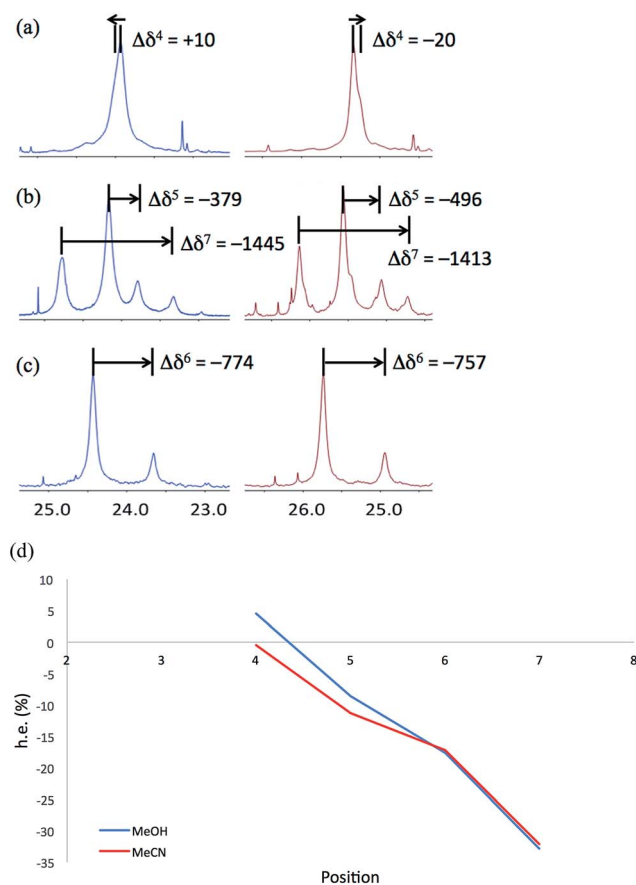 (a)
Δδ⁴ = +10
Δδ⁴ = –20
(b)
Δδ⁵ = –379
Δδ⁷ = –1445
Δδ⁵ = –496
Δδ⁷ = –1413
(c)
Δδ⁶ = –774
Δδ⁶ = –757
25.0 24.0 23.0
26.0 25.0
(d)
10
5
0
2 3 4 5 6 7 8
-5
-10
-15
-20
-25
-30
-35
h.e. (%)
MeOH
MeCN
Position